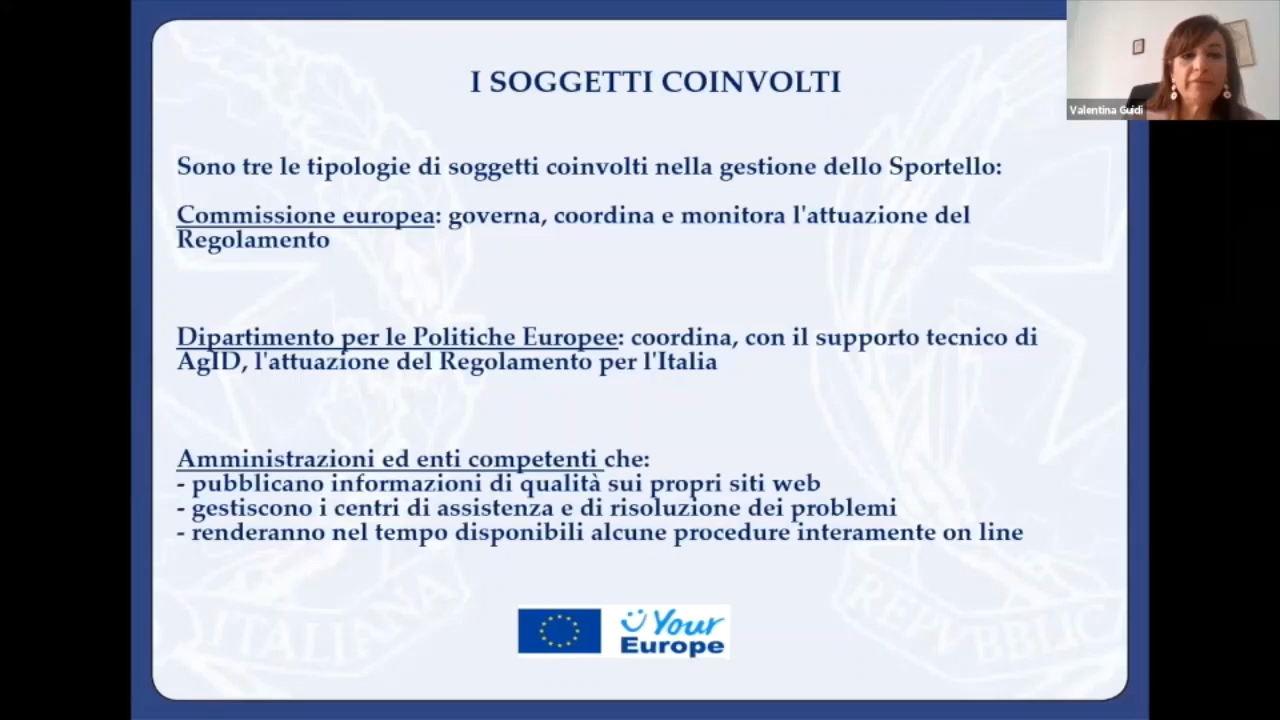 I SOGGETTI COINVOLTI
Valentina Guidi
Sono tre le tipologie di soggetti coinvolti nella gestione dello Sportello:
Commissione europea: governa, coordina e monitora l'attuazione del
Regolamento
Dipartimento per le Politiche Europee: coordina, con il supporto tecnico di
AgID, l'attuazione del Regolamento per l'Italia
Amministrazioni ed enti competenti che:
- pubblicano informazioni di qualità sui propri siti web
- gestiscono i centri di assistenza e di risoluzione dei problemi
- renderanno nel tempo disponibili alcune procedure interamente on line
ITALIANA
REPVBBLIC
Your
Europe